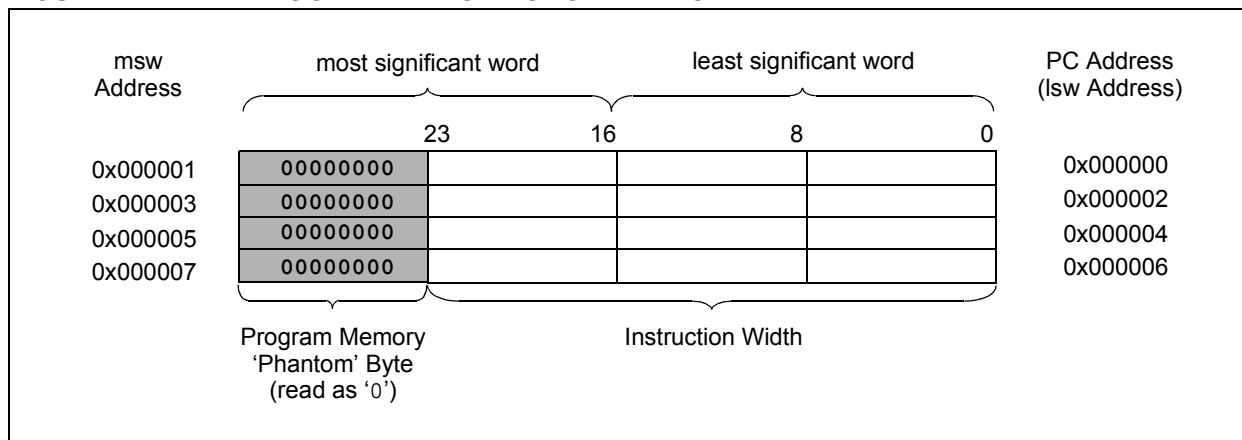 msw
Address
most significant word
least significant word
PC Address
(lsw Address)
23 16 8 0
0x000001 00000000 0x000000
0x000003 00000000 0x000002
0x000005 00000000 0x000004
0x000007 00000000 0x000006
Program Memory
‘Phantom’ Byte
(read as ‘0’)
Instruction Width